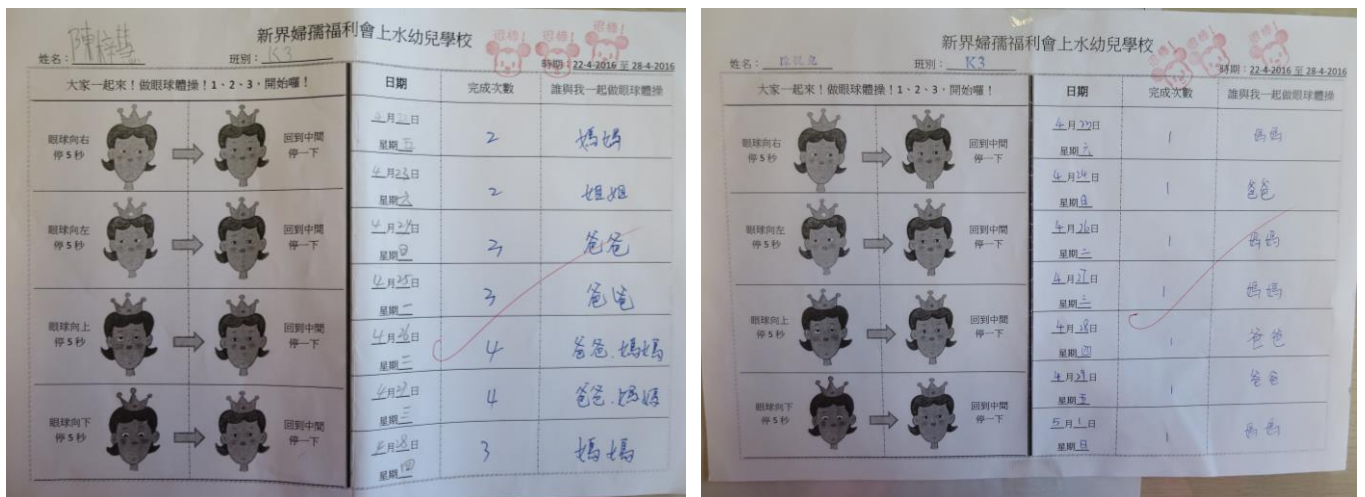 新界婦孺福利會上水幼兒學校
姓名：陳梓慧 班別：K3
很棒！ 很棒！ 很棒！
時期：22-4-2016 至 28-4-2016
大家一起來！做眼球體操！1、2、3，開始囉！
日期 完成次數 誰與我一起做眼球體操
眼球向右
停 5 秒
回到中間
停一下
眼球向左
停 5 秒
回到中間
停一下
眼球向上
停 5 秒
回到中間
停一下
眼球向下
停 5 秒
回到中間
停一下
4月22日
星期五 2 媽媽
4月23日
星期六 2 姐姐
4月24日
星期日 3 爸爸
4月25日
星期一 3 爸爸
4月26日
星期二 4 爸爸.媽媽
4月27日
星期三 4 爸爸.媽媽
月28日
星期四 3 媽媽
新界婦孺福利會上水幼兒學校
姓名： 班別：K3
很棒！ 很棒！ 很棒！
時期：22-4-2016 至 28-4-2016
大家一起來！做眼球體操！1、2、3，開始囉！
日期 完成次數 誰與我一起做眼球體操
眼球向右
停 5 秒
回到中間
停一下
眼球向左
停 5 秒
回到中間
停一下
眼球向上
停 5 秒
回到中間
停一下
眼球向下
停 5 秒
回到中間
停一下
4月23日
星期六 1 媽媽
4月24日
星期日 1 爸爸
4月26日
星期二 1 媽媽
4月27日
星期三 1 媽媽
4月28日
星期四 1 爸爸
4月29日
星期五 1 爸爸
5月1日
星期日 1 媽媽